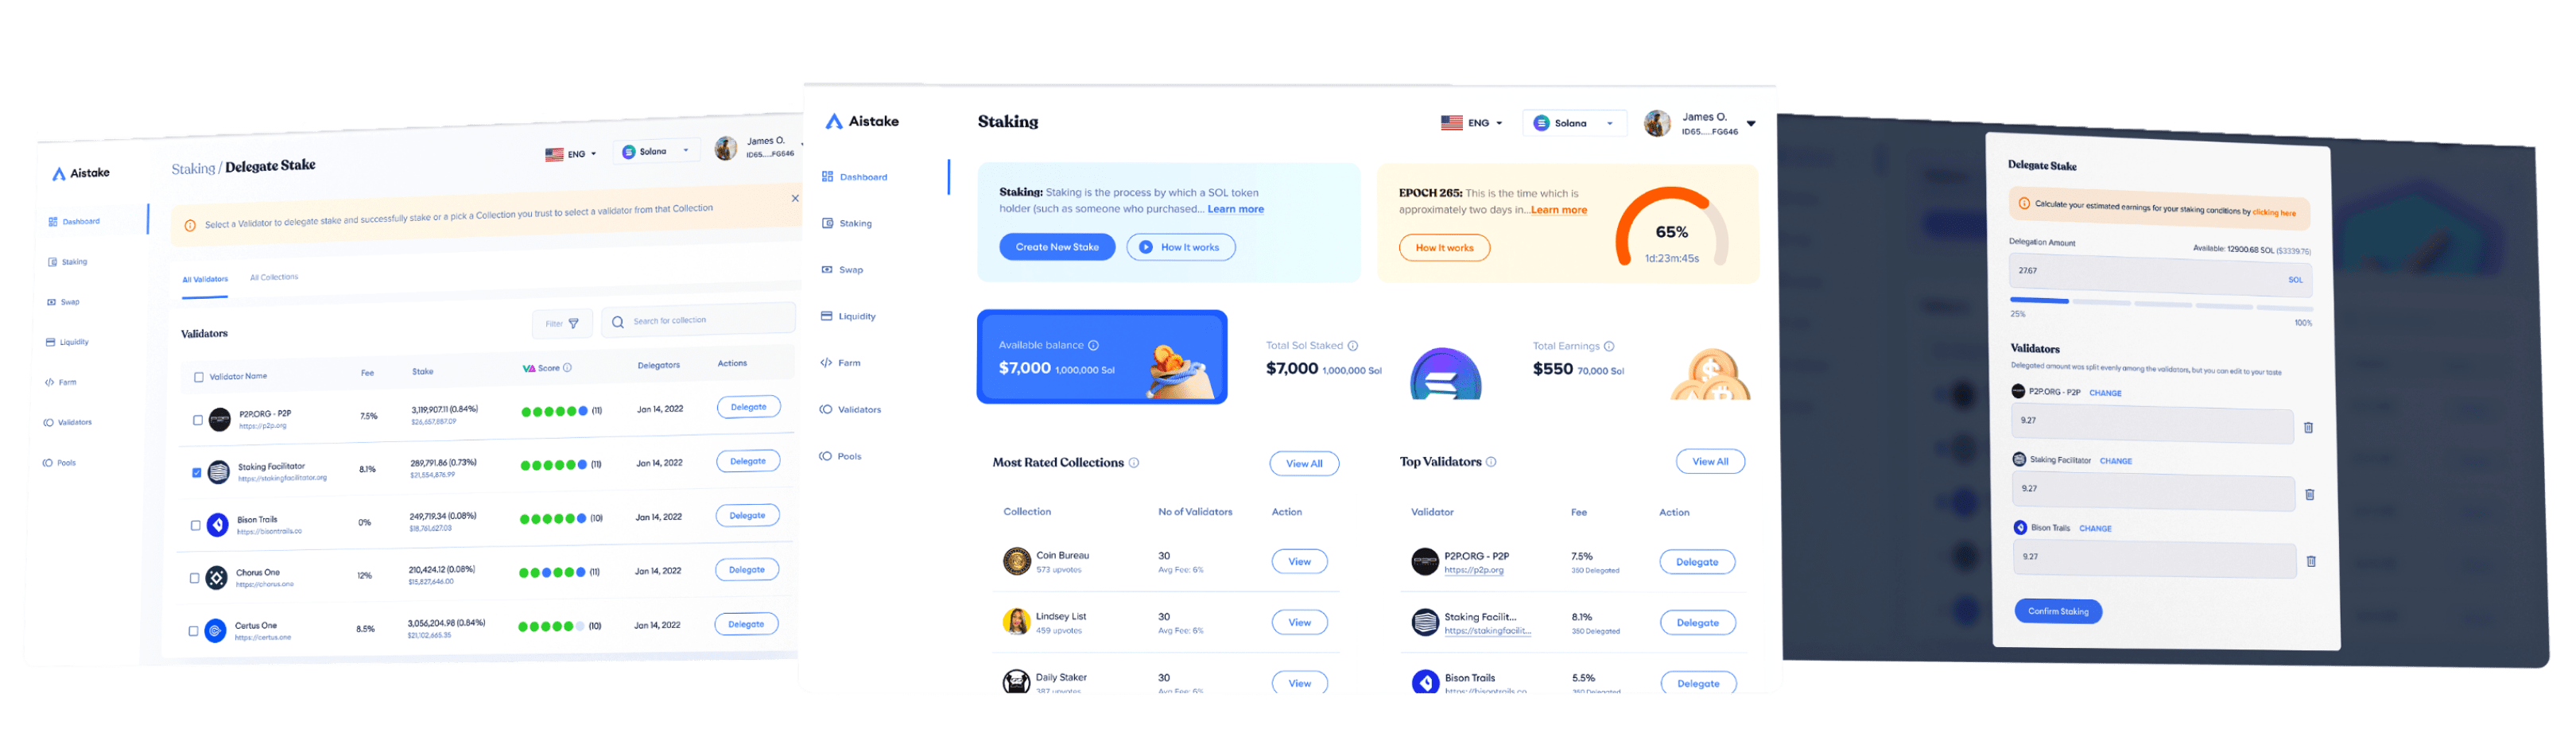 Aistake
Dashboard
Staking
Swap
Liquidity
Farm
Validators
Pools
Staking / Delegate Stake
ENG
Solana
James O.
ID65.....FG646
Select a Validator to delegate stake and successfully stake or a pick a Collection you trust to select a validator from that Collection
All Validators
All Collections
Validators
Filter
Search for collection
Validator Name
Fee
Stake
VA Score
Delegators
Actions
P2P.ORG - P2P
https://p2p.org
7.5%
3,119,907.11 (0.84%)
$26,657,887.09
(11)
Jan 14, 2022
Delegate
Staking Facilitator
https://stakingfacilitator.org
8.1%
289,791.86 (0.73%)
$21,554,876.99
(11)
Jan 14, 2022
Delegate
Bison Trails
https://bisontrails.co
0%
249,719.34 (0.08%)
$18,761,627.03
(10)
Jan 14, 2022
Delegate
Chorus One
https://chorus.one
12%
210,424.12 (0.08%)
$15,827,646.00
(11)
Jan 14, 2022
Delegate
Certus One
https://certus.one
8.5%
3,056,204.98 (0.84%)
$21,102,665.35
(10)
Jan 14, 2022
Delegate
Aistake
Dashboard
Staking
Swap
Liquidity
Farm
Validators
Pools
Staking
ENG
Solana
James O.
ID65.....FG646
Staking: Staking is the process by which a SOL token
holder (such as someone who purchased... Learn more
Create New Stake
How It works
EPOCH 265: This is the time which is
approximately two days in...Learn more
How It works
65%
1d:23m:45s
Available balance
$7,000 1,000,000 Sol
Total Sol Staked
$7,000 1,000,000 Sol
Total Earnings
$550 70,000 Sol
Most Rated Collections
View All
Collection
No of Validators
Action
Coin Bureau
573 upvotes
30
Avg Fee: 6%
View
Lindsey List
459 upvotes
30
Avg Fee: 6%
View
Daily Staker
387 upvotes
30
Avg Fee: 6%
View
Top Validators
View All
Validator
Fee
Action
P2P.ORG - P2P
https://p2p.org
7.5%
350 Delegated
Delegate
Staking Facilit...
https://stakingfacilit...
8.1%
350 Delegated
Delegate
Bison Trails
https://bisontrails.co
5.5%
350 Delegated
Delegate
Delegate Stake
Calculate your estimated earnings for your staking conditions by clicking here
Delegation Amount
Available: 12900.68 SOL ($3339.76)
27.67
SOL
25%
100%
Validators
Delegated amount was split evenly among the validators, but you can edit to your taste
P2P.ORG - P2P CHANGE
9.27
Staking Facilitator CHANGE
9.27
Bison Trails CHANGE
9.27
Confirm Staking